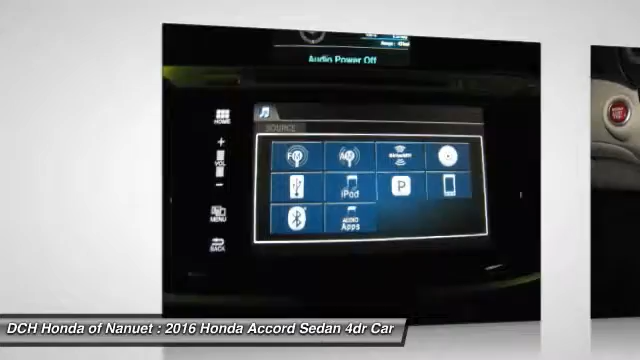 Audio Power Off
HOME
SOURCE
+
VOL
-
FM
AM
SiriusXM
iPod
P
MENU
AUDIO
Apps
BACK
DCH Honda of Nanuet : 2016 Honda Accord Sedan 4dr Car